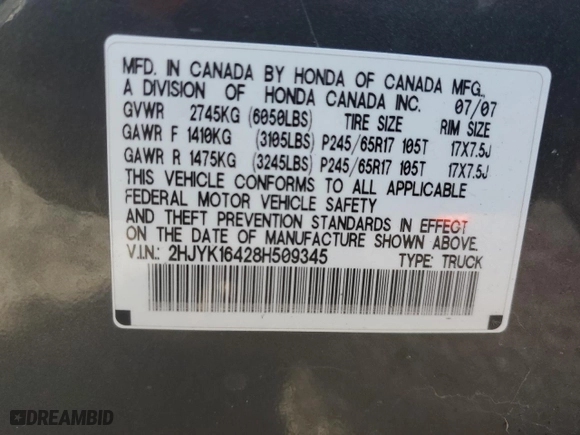 MFD. IN CANADA BY HONDA OF CANADA MFG.,
A DIVISION OF HONDA CANADA INC. 07/07
GVWR 2745KG (6050LBS) TIRE SIZE RIM SIZE
GAWR F 1410KG (3105LBS) P245/65R17 105T 17X7.5J
GAWR R 1475KG (3245LBS) P245/65R17 105T 17X7.5J
THIS VEHICLE CONFORMS TO ALL APPLICABLE
FEDERAL MOTOR VEHICLE SAFETY
AND THEFT PREVENTION STANDARDS IN EFFECT
ON THE DATE OF MANUFACTURE SHOWN ABOVE.
V.I.N.: 2HJYK16428H509345 TYPE: TRUCK
DREAMBID